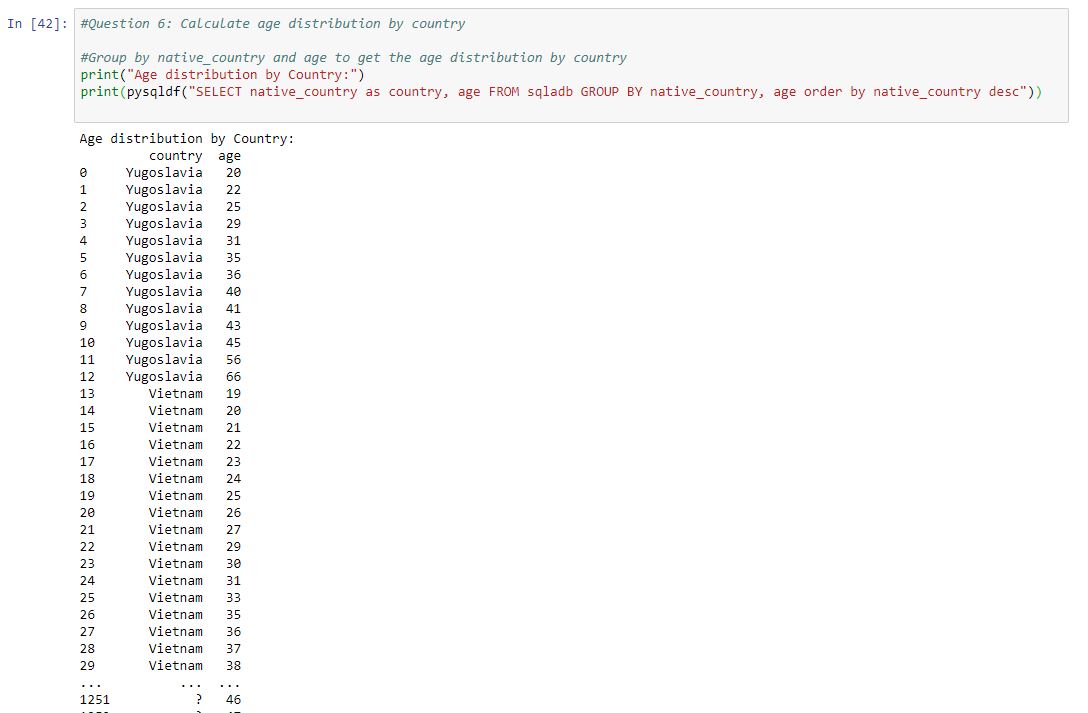 In [42]: #Question 6: Calculate age distribution by country
#Group by native_country and age to get the age distribution by country
print("Age distribution by Country:")
print(pysqldf("SELECT native_country as country, age FROM sqladb GROUP BY native_country, age order by native_country desc"))
Age distribution by Country:
country age
0 Yugoslavia 20
1 Yugoslavia 22
2 Yugoslavia 25
3 Yugoslavia 29
4 Yugoslavia 31
5 Yugoslavia 35
6 Yugoslavia 36
7 Yugoslavia 40
8 Yugoslavia 41
9 Yugoslavia 43
10 Yugoslavia 45
11 Yugoslavia 56
12 Yugoslavia 66
13 Vietnam 19
14 Vietnam 20
15 Vietnam 21
16 Vietnam 22
17 Vietnam 23
18 Vietnam 24
19 Vietnam 25
20 Vietnam 26
21 Vietnam 27
22 Vietnam 29
23 Vietnam 30
24 Vietnam 31
25 Vietnam 33
26 Vietnam 35
27 Vietnam 36
28 Vietnam 37
29 Vietnam 38
... ... ...
1251 ? 46